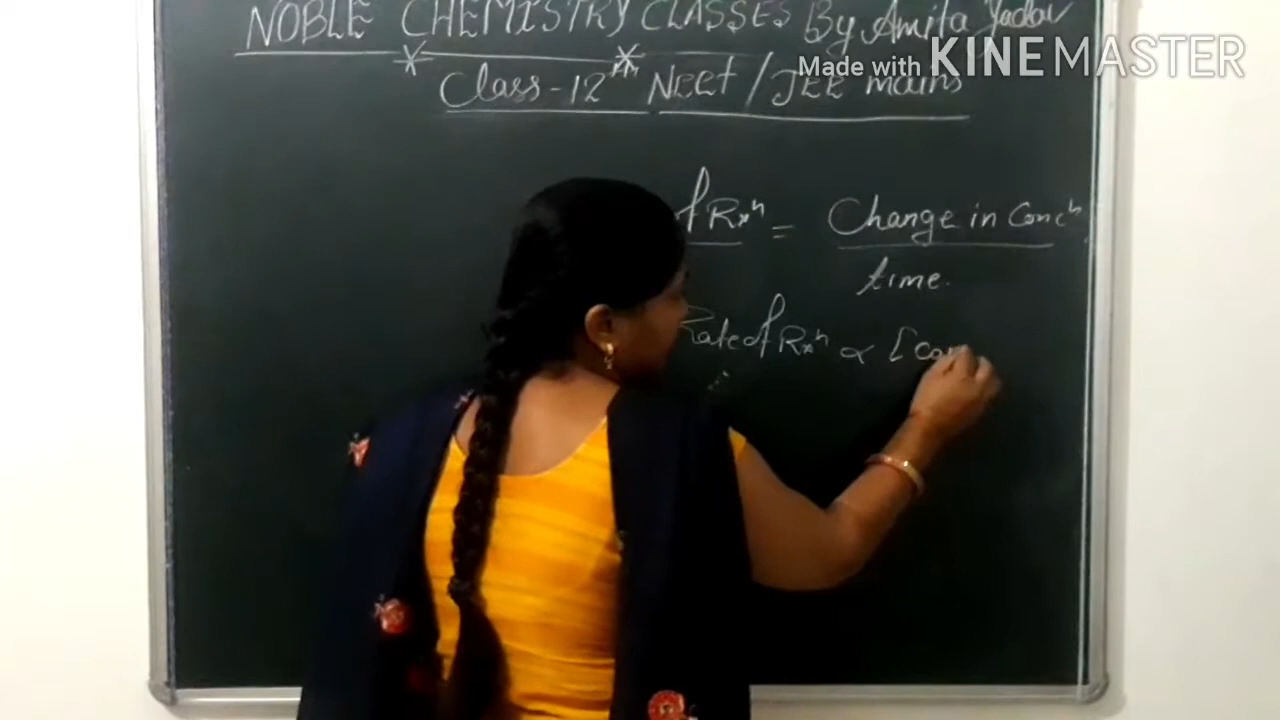 NOBLE CHEMISTRY CLASSES By Amita Yadav
Made with KINEMASTER
Class-12th NEET / JEE mains
f Rxn = Change in Concn.
time.
Rate of Rxn ∝ [Con